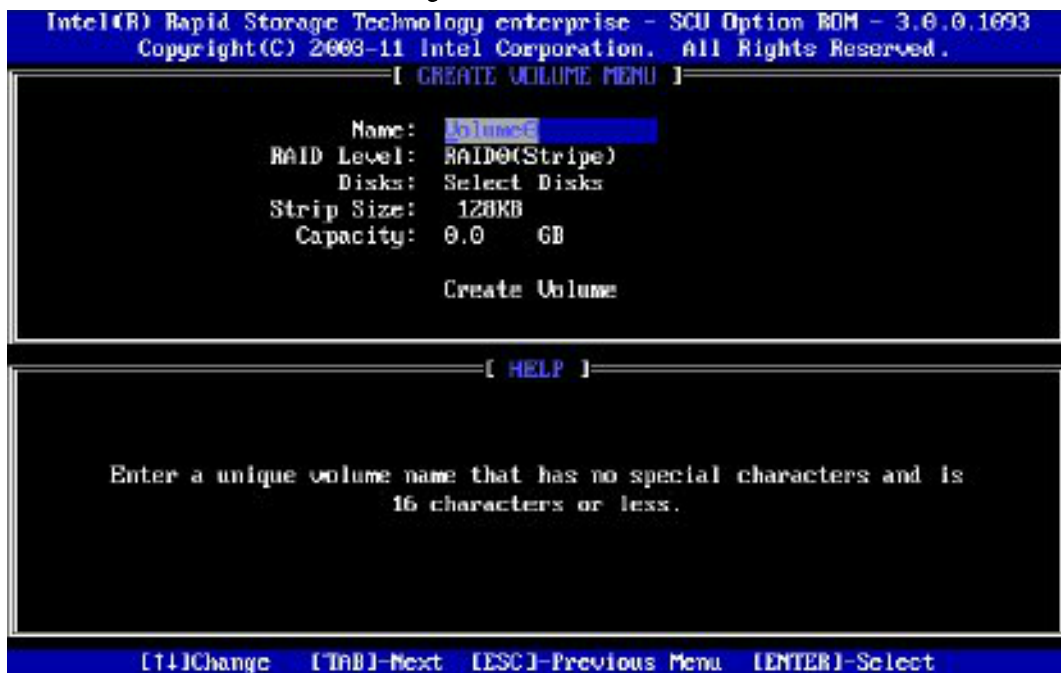 Intel(R) Rapid Storage Technology enterprise - SCU Option ROM - 3.0.0.1093
Copyright(C) 2003-11 Intel Corporation. All Rights Reserved.
[ CREATE VOLUME MENU ]
Name: Volume0
RAID Level: RAID0(Stripe)
Disks: Select Disks
Strip Size: 128KB
Capacity: 0.0 GB
Create Volume
[ HELP ]
Enter a unique volume name that has no special characters and is
16 characters or less.
[↑↓]Change [TAB]-Next [ESC]-Previous Menu [ENTER]-Select